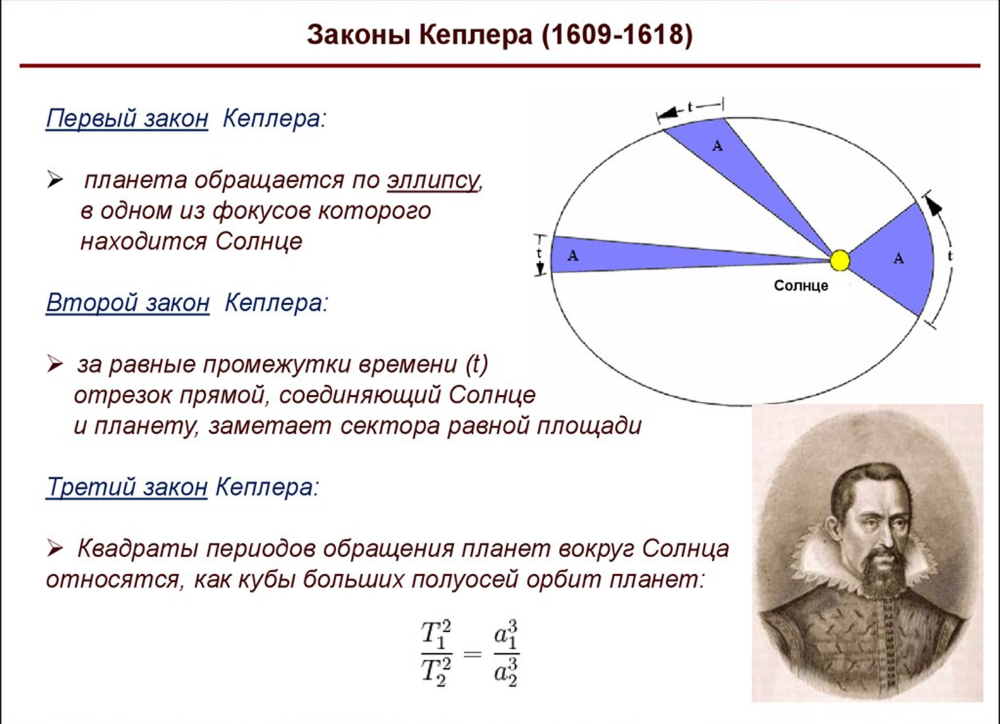 Законы Кеплера (1609-1618)
Первый закон Кеплера:
➢ планета обращается по эллипсу,
в одном из фокусов которого
находится Солнце
Второй закон Кеплера:
➢ за равные промежутки времени (t)
отрезок прямой, соединяющий Солнце
и планету, заметает сектора равной площади
Третий закон Кеплера:
➢ Квадраты периодов обращения планет вокруг Солнца
относятся, как кубы больших полуосей орбит планет:
T₁²/T₂² = a₁³/a₂³
t
A
t
A
A
t
Солнце